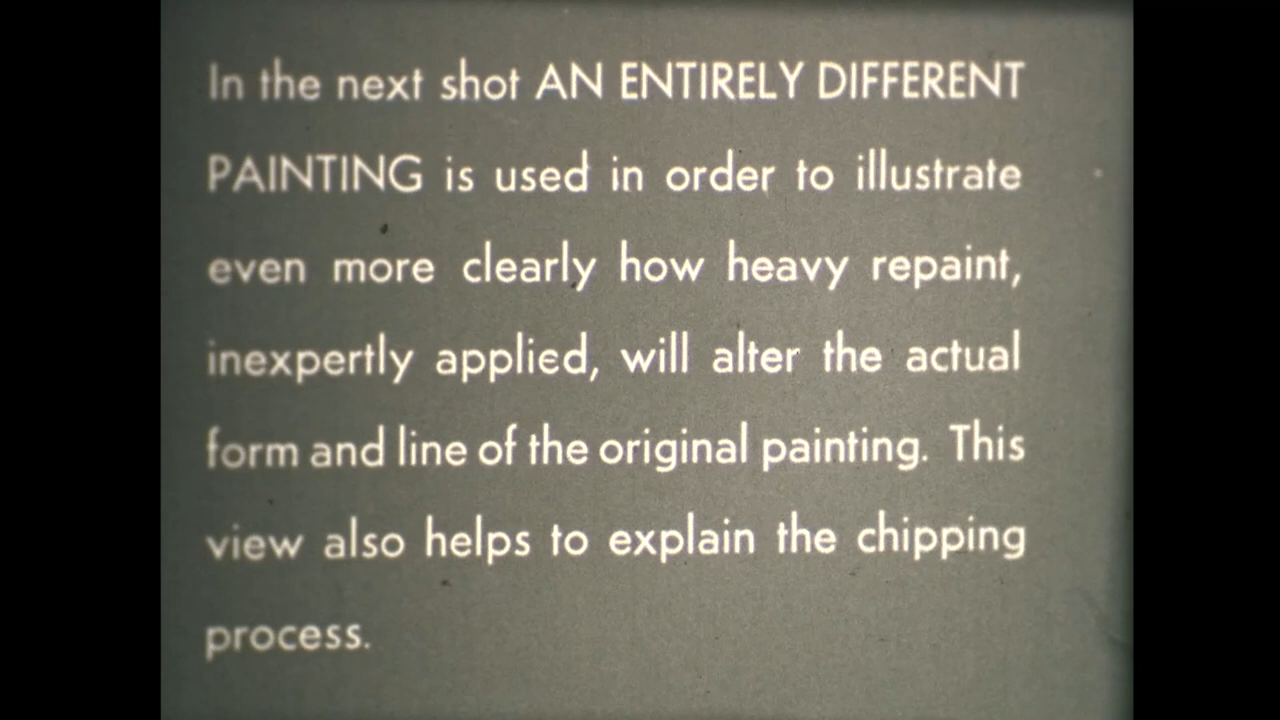 In the next shot AN ENTIRELY DIFFERENT
PAINTING is used in order to illustrate
even more clearly how heavy repaint,
inexpertly applied, will alter the actual
form and line of the original painting. This
view also helps to explain the chipping
process.